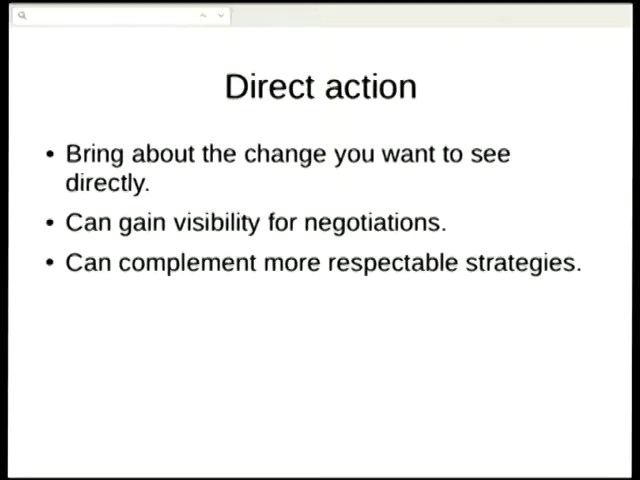 Direct action
• Bring about the change you want to see
directly.
• Can gain visibility for negotiations.
• Can complement more respectable strategies.